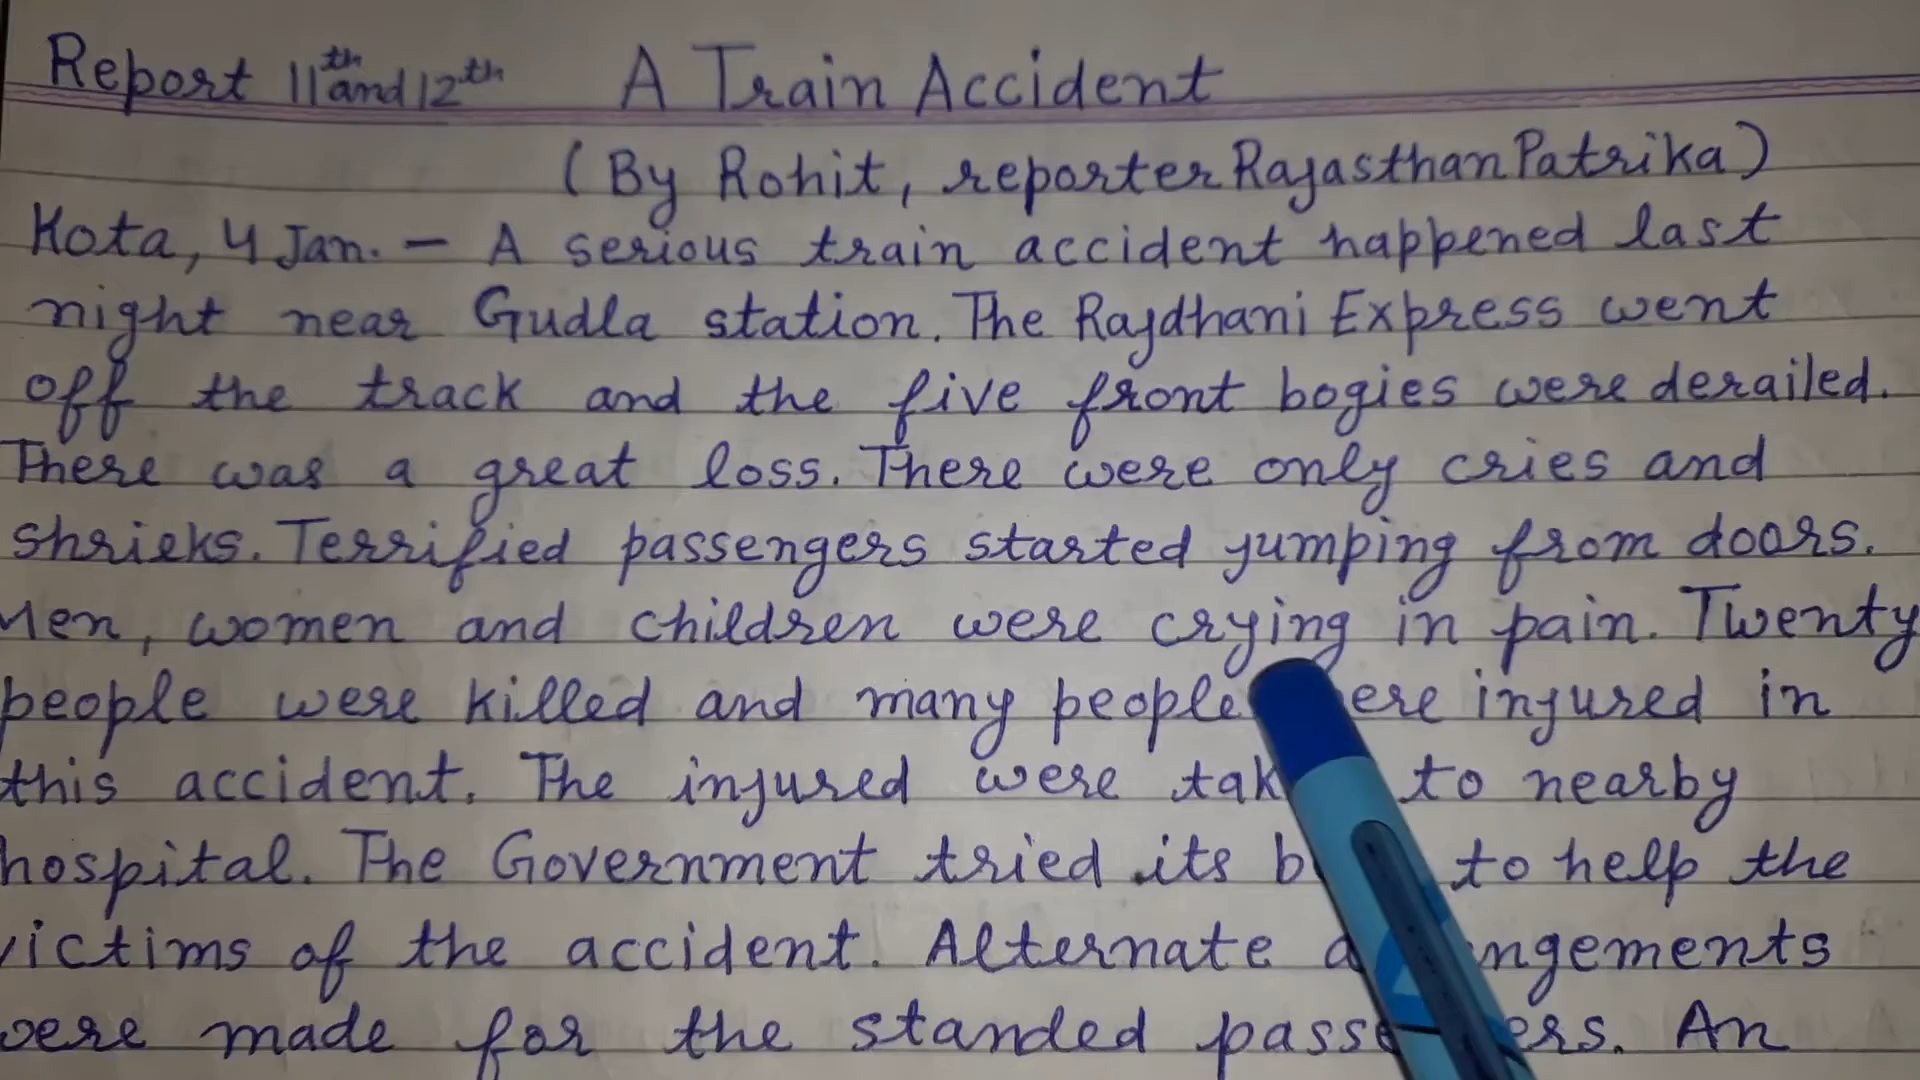 Report 11th and 12th A Train Accident
(By Rohit, reporter Rajasthan Patrika)
Kota, 4 Jan. - A serious train accident happened last
night near Gudla station. The Rajdhani Express went
off the track and the five front bogies were derailed.
There was a great loss. There were only cries and
shrieks. Terrified passengers started jumping from doors.
Men, women and children were crying in pain. Twenty
people were killed and many people were injured in
this accident. The injured were tak to nearby
hospital. The Government tried its b to help the
victims of the accident. Alternate a ngements
were made for the standed passe ers. An